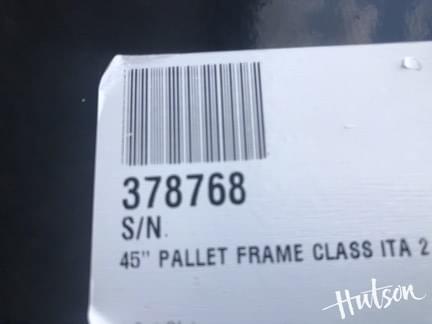 378768
S/N.
45" PALLET FRAME CLASS ITA 2
Hutson